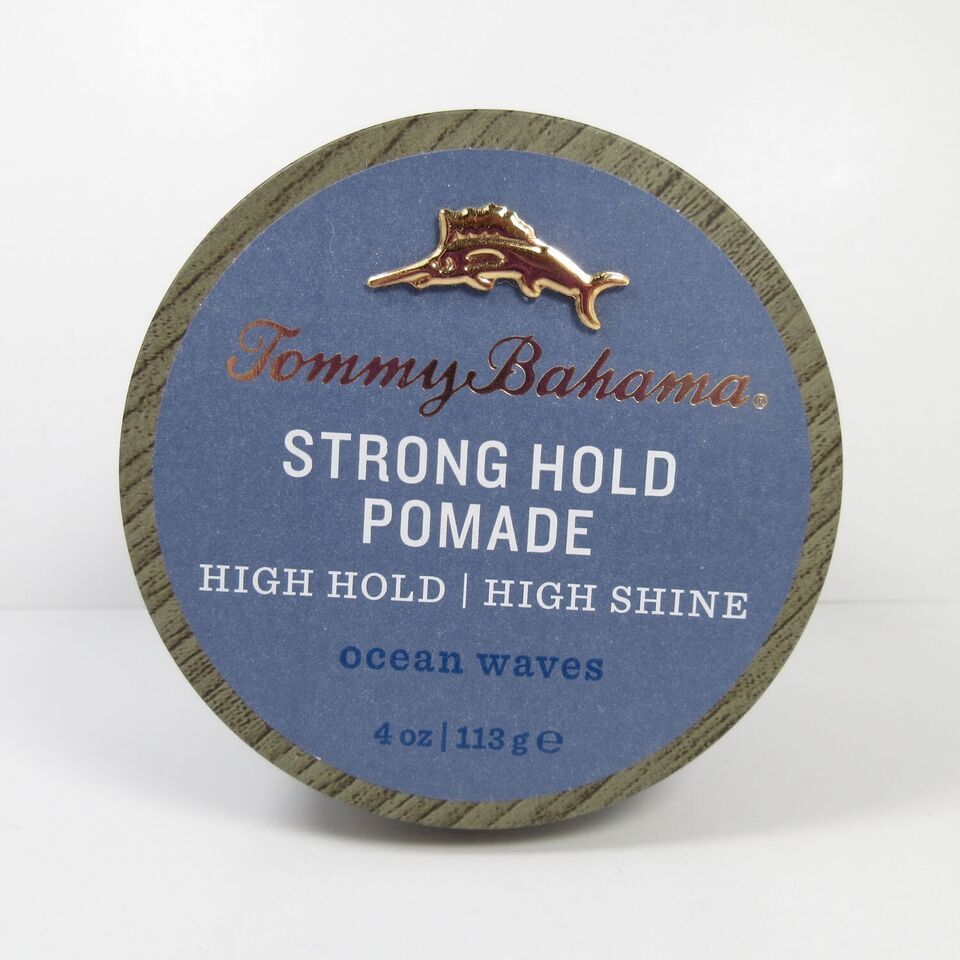 Tommy Bahama®
STRONG HOLD
POMADE
HIGH HOLD | HIGH SHINE
ocean waves
4 oz | 113 g ℮